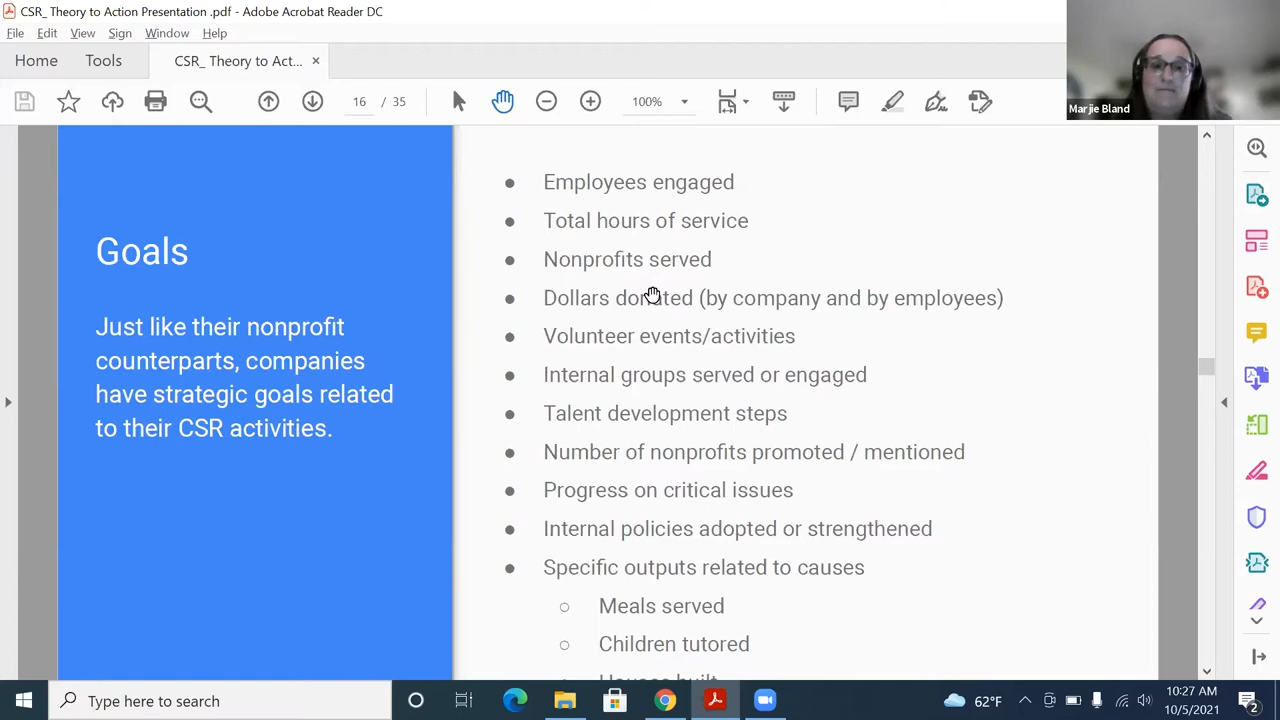 CSR_ Theory to Action Presentation .pdf - Adobe Acrobat Reader DC
File Edit View Sign Window Help
Home Tools CSR_ Theory to Act... ×
16 / 35 100%
Marjie Bland
Goals
Just like their nonprofit
counterparts, companies
have strategic goals related
to their CSR activities.
● Employees engaged
● Total hours of service
● Nonprofits served
● Dollars donated (by company and by employees)
● Volunteer events/activities
● Internal groups served or engaged
● Talent development steps
● Number of nonprofits promoted / mentioned
● Progress on critical issues
● Internal policies adopted or strengthened
● Specific outputs related to causes
○ Meals served
○ Children tutored
Houses built
Type here to search
62°F
10:27 AM
10/5/2021
2